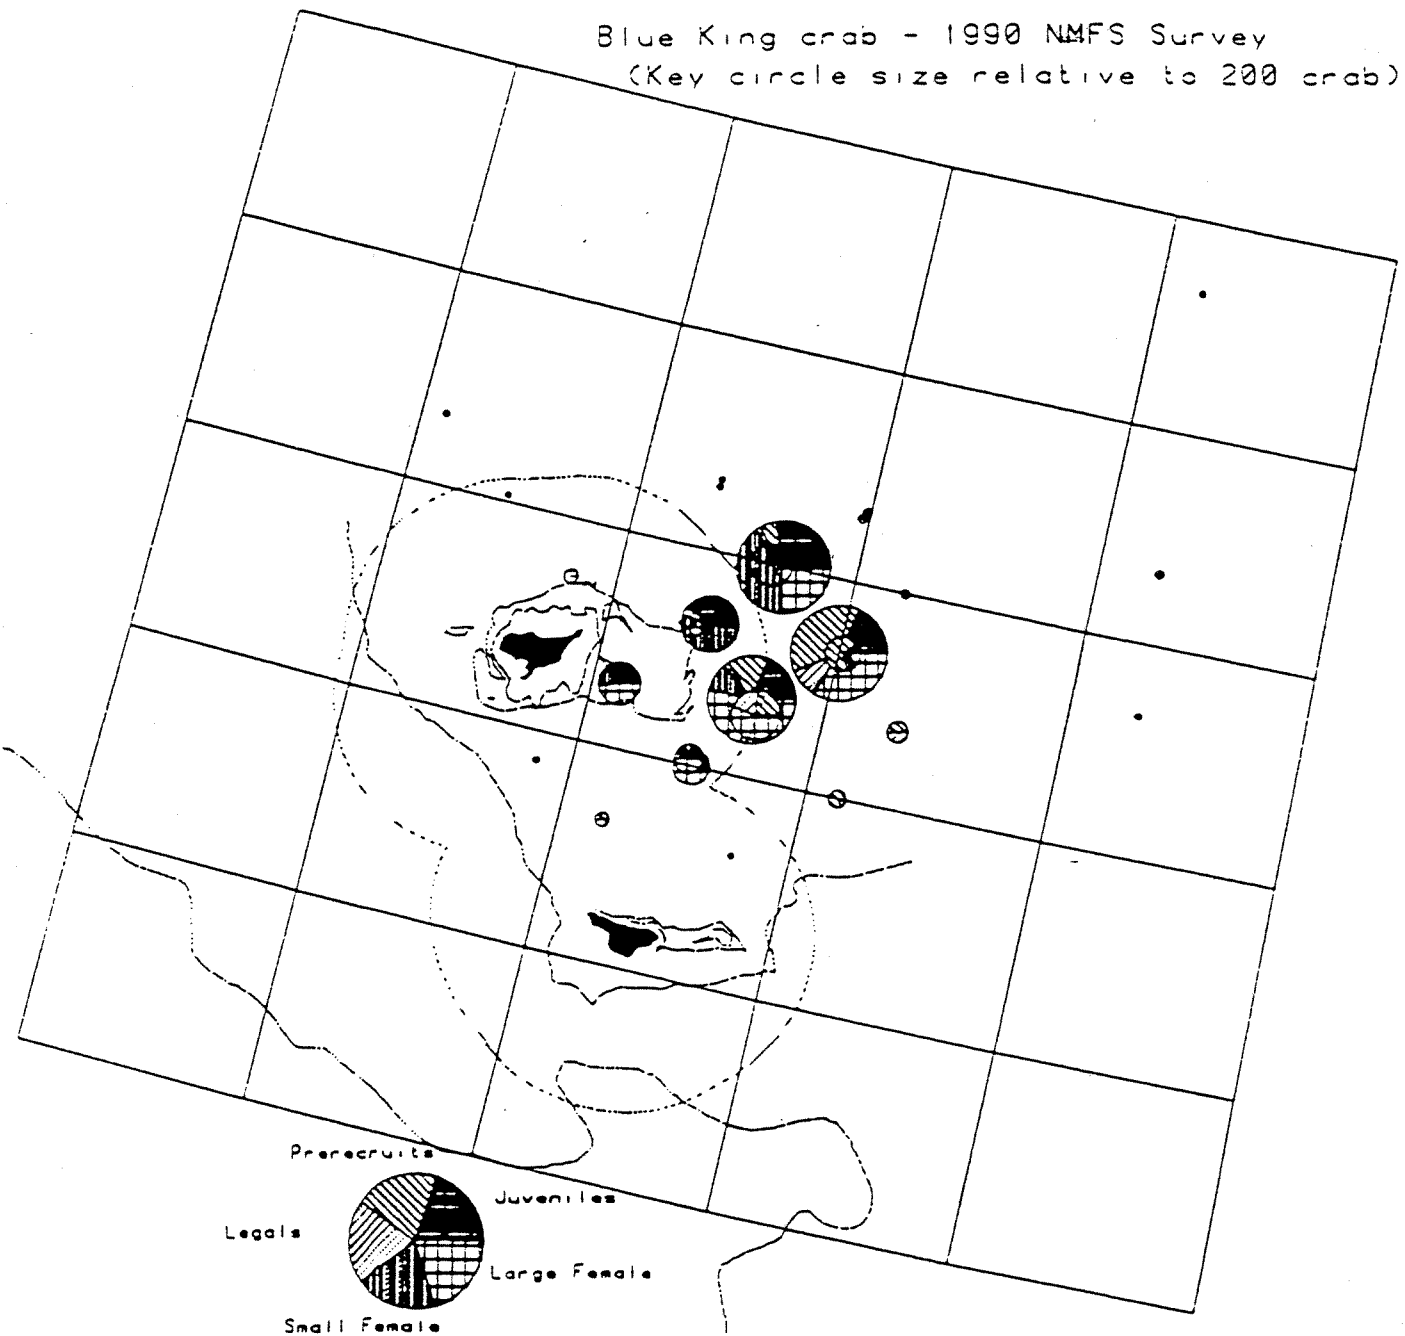 Blue King crab - 1990 NMFS Survey
(Key circle size relative to 200 crab)
Prerecruits
Juveniles
Legals
Large Female
Small Female